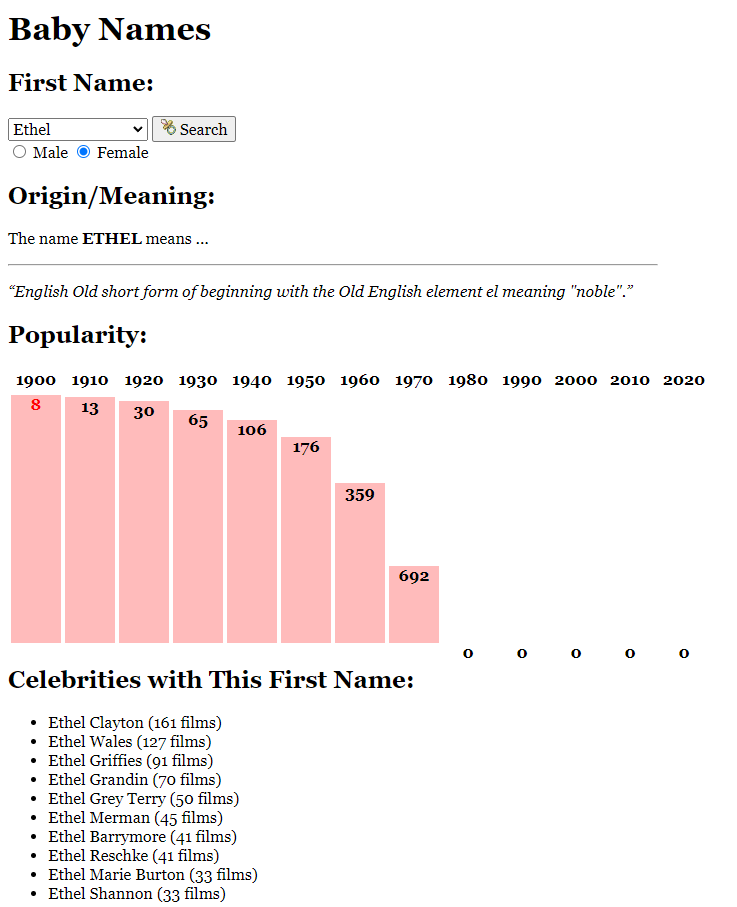 Baby Names
First Name:
Ethel Search
Male Female
Origin/Meaning:
The name ETHEL means ...
“English Old short form of beginning with the Old English element el meaning "noble".”
Popularity:
1900 1910 1920 1930 1940 1950 1960 1970 1980 1990 2000 2010 2020
8 13 30 65 106 176 359 692 0 0 0 0 0
Celebrities with This First Name:
• Ethel Clayton (161 films)
• Ethel Wales (127 films)
• Ethel Griffies (91 films)
• Ethel Grandin (70 films)
• Ethel Grey Terry (50 films)
• Ethel Merman (45 films)
• Ethel Barrymore (41 films)
• Ethel Reschke (41 films)
• Ethel Marie Burton (33 films)
• Ethel Shannon (33 films)